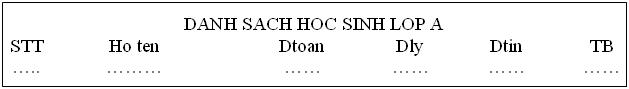 DANH SACH HOC SINH LOP A
STT Ho ten Dtoan Dly Dtin TB
..... ......... ...... ...... ...... ......